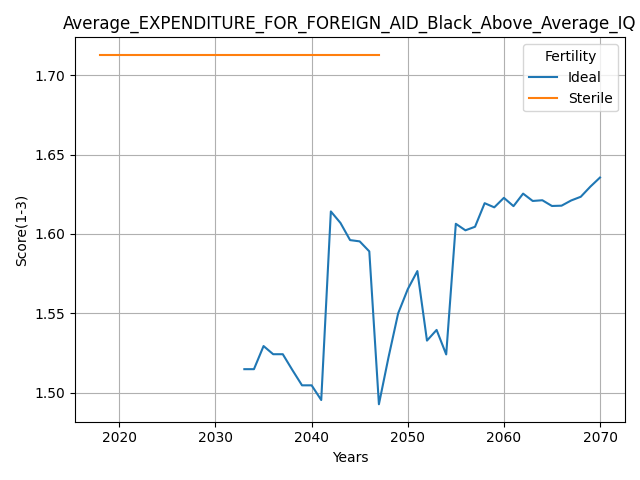 Average_EXPENDITURE_FOR_FOREIGN_AID_Black_Above_Average_IQ
Fertility
Ideal
Sterile
1.70
1.65
1.60
1.55
1.50
Score(1-3)
2020 2030 2040 2050 2060 2070
Years